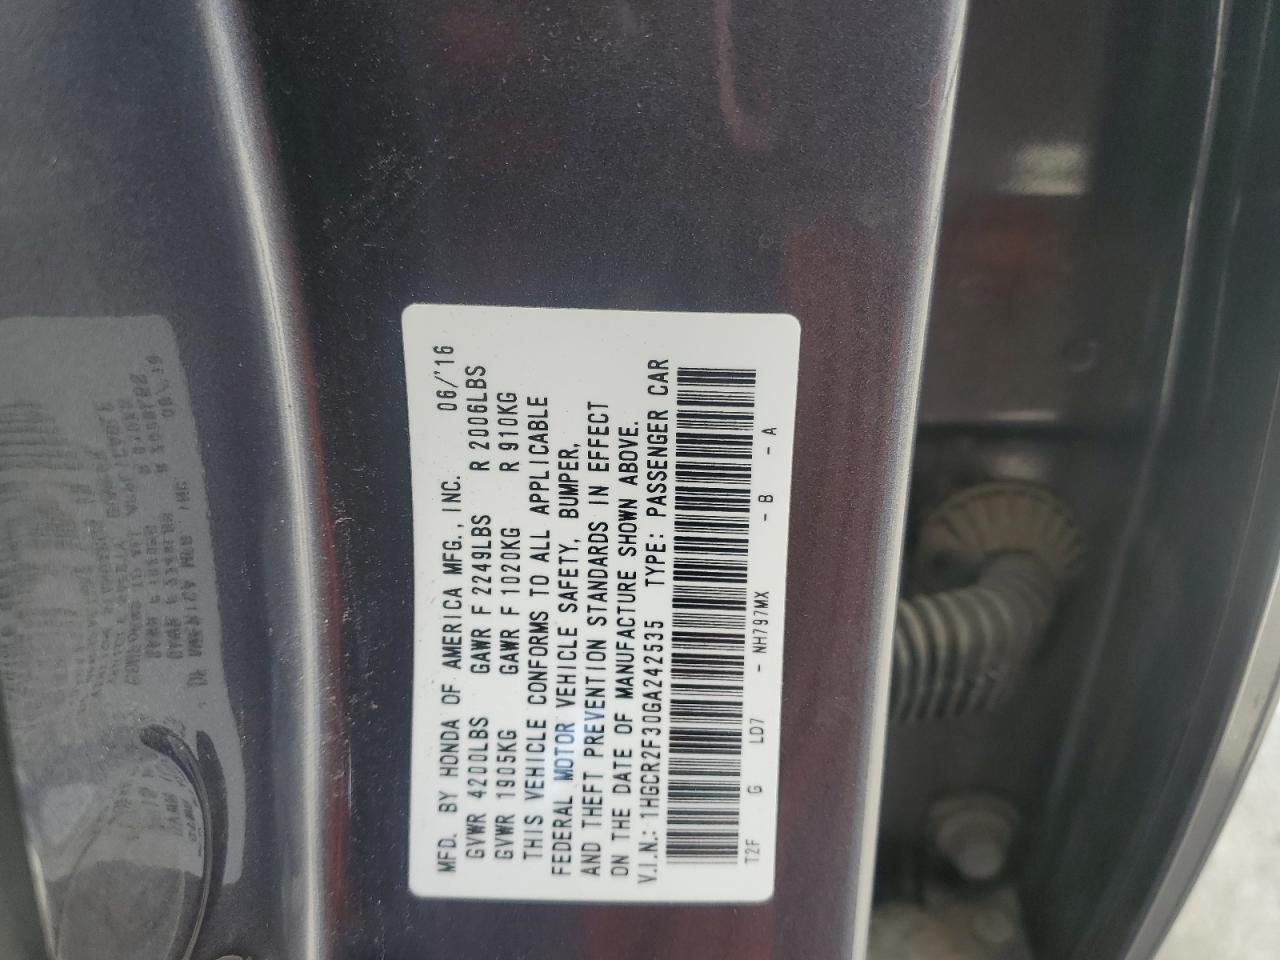 MFD. BY HONDA OF AMERICA MFG., INC. 06/'16
GVWR 4200LBS GAWR F 2249LBS R 2006LBS
GVWR 1905KG GAWR F 1020KG R 910KG
THIS VEHICLE CONFORMS TO ALL APPLICABLE
FEDERAL MOTOR VEHICLE SAFETY, BUMPER,
AND THEFT PREVENTION STANDARDS IN EFFECT
ON THE DATE OF MANUFACTURE SHOWN ABOVE.
V.I.N.: 1HGCR2F30GA242535 TYPE: PASSENGER CAR
T2F G LD7 - NH797MX - B - A